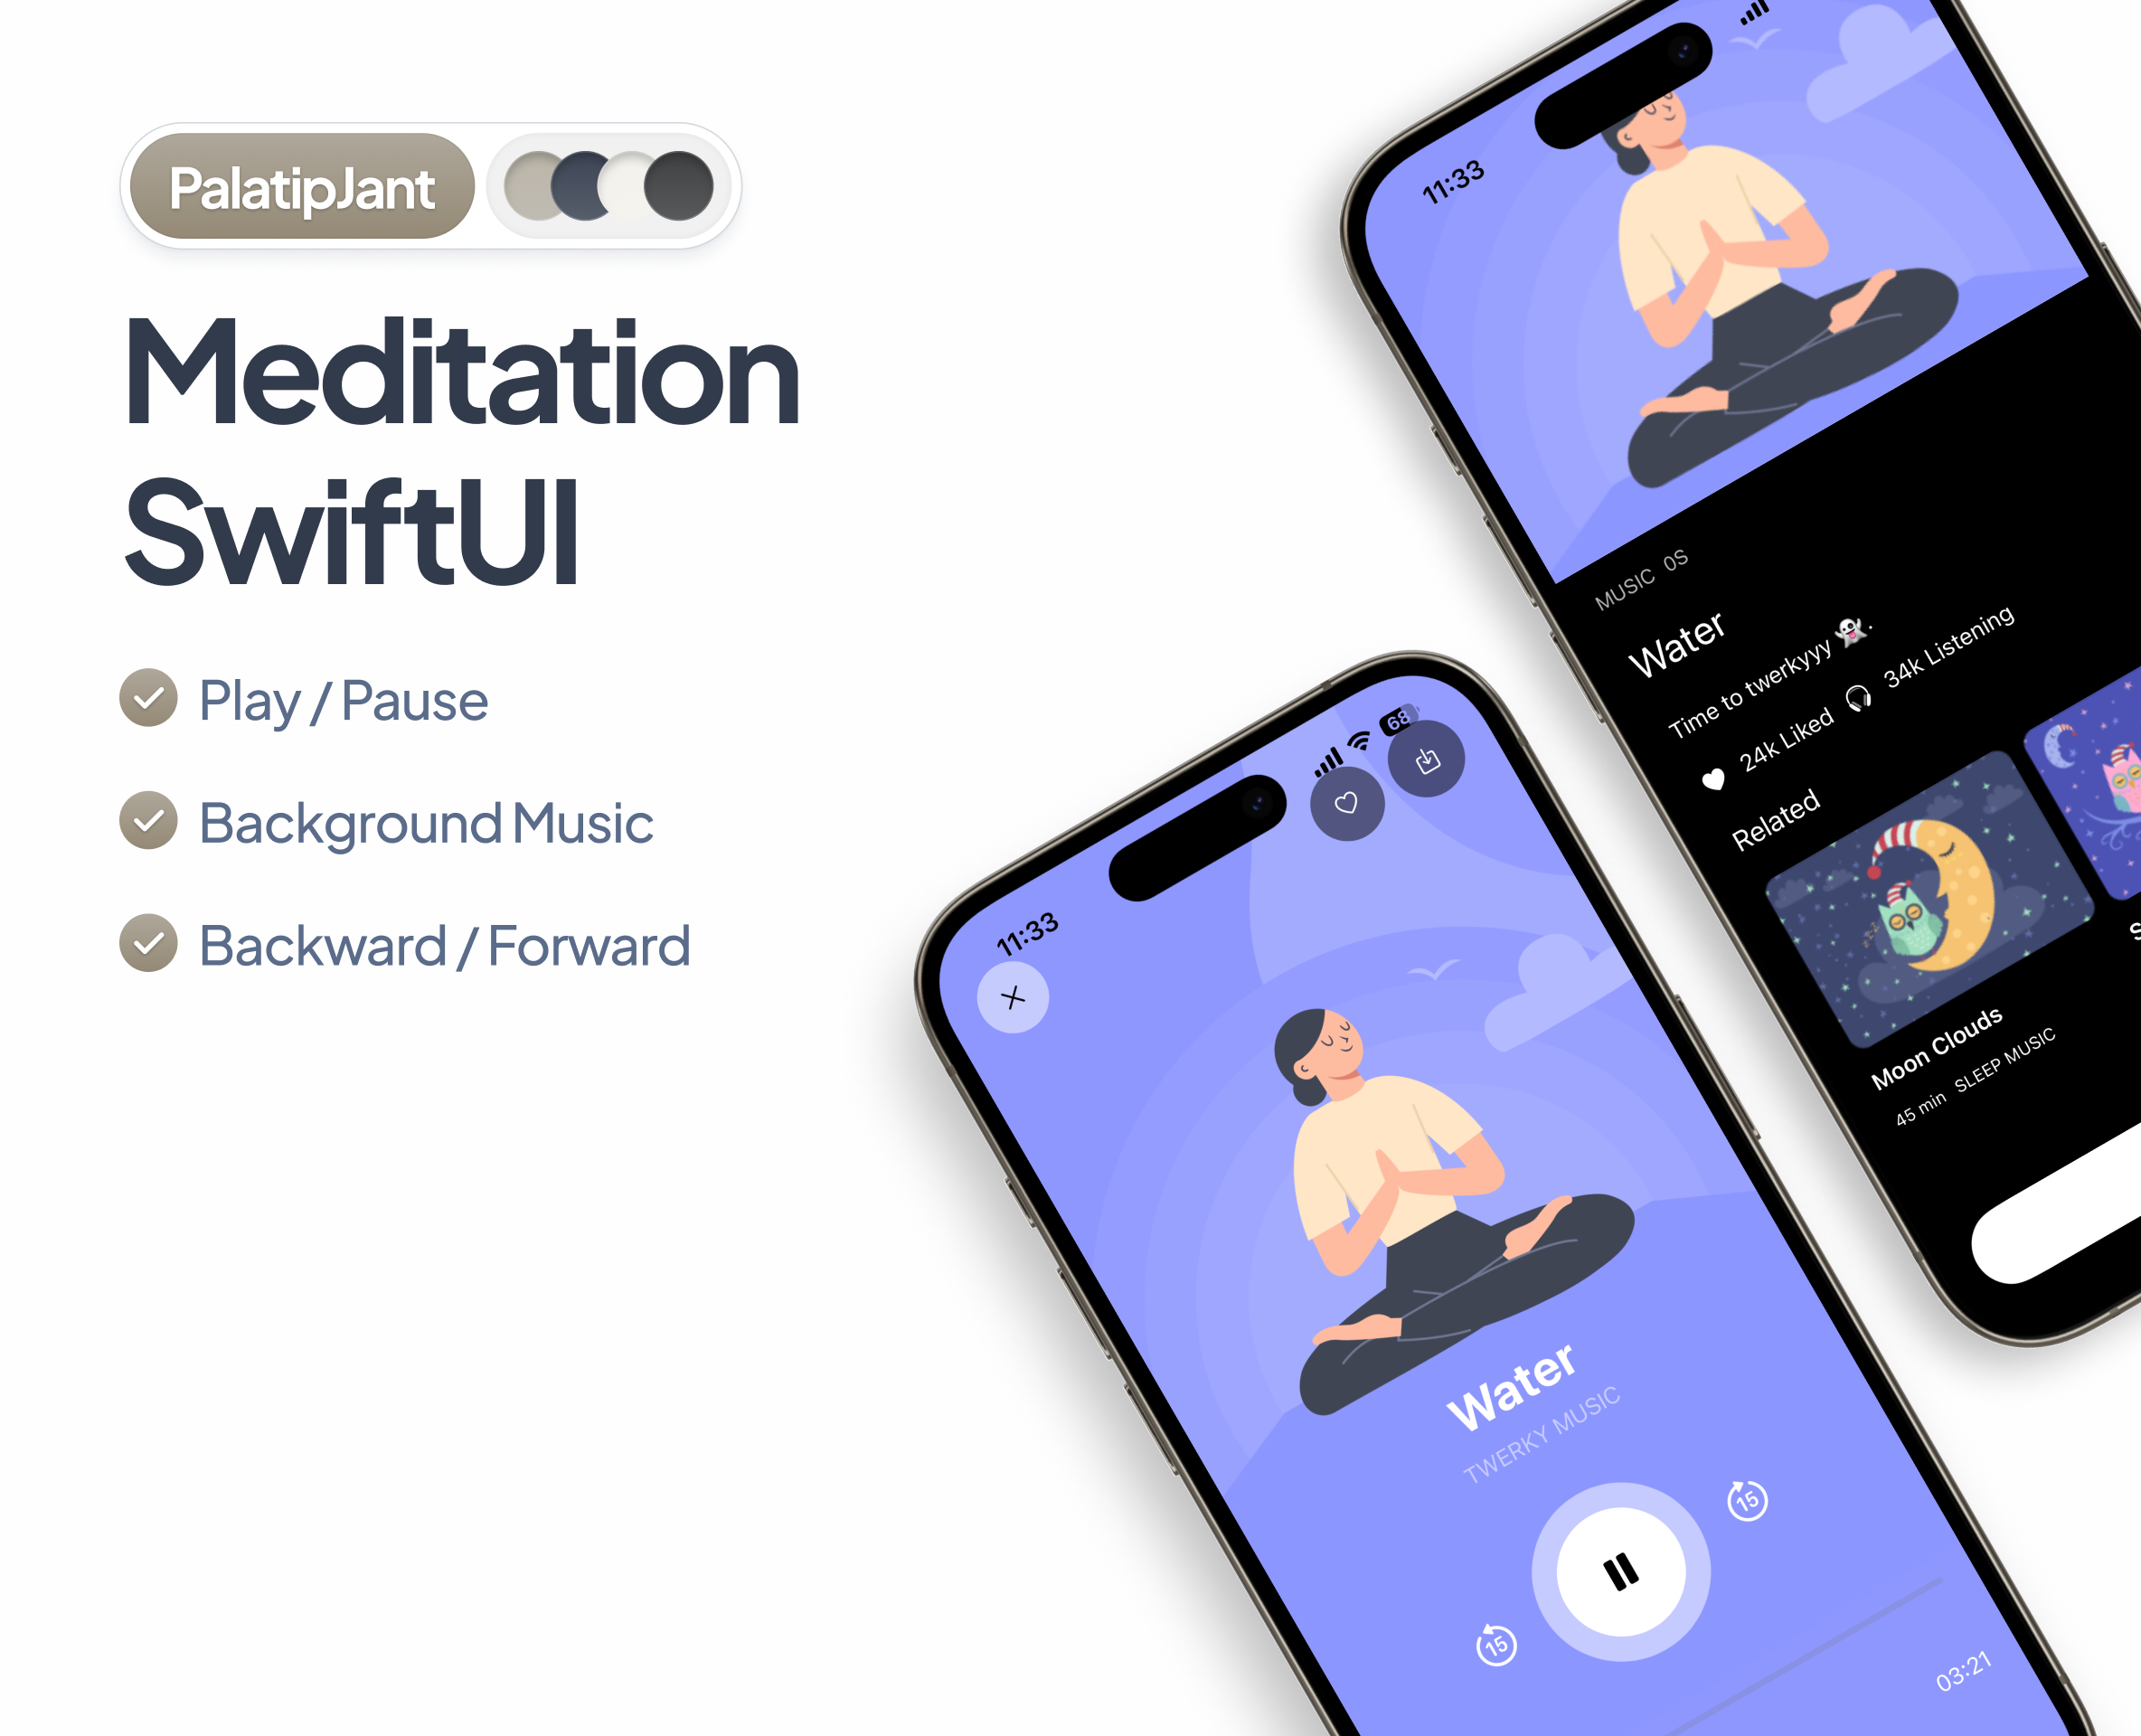 PalatipJant
Meditation
SwiftUI
Play / Pause
Background Music
Backward / Forward
11:33
MUSIC 0S
Water
Time to twerkyyy 👻.
24k Liked 34k Listening
Related
Moon Clouds
45 min SLEEP MUSIC
11:33
68
Water
TWERKY MUSIC
15
15
03:21